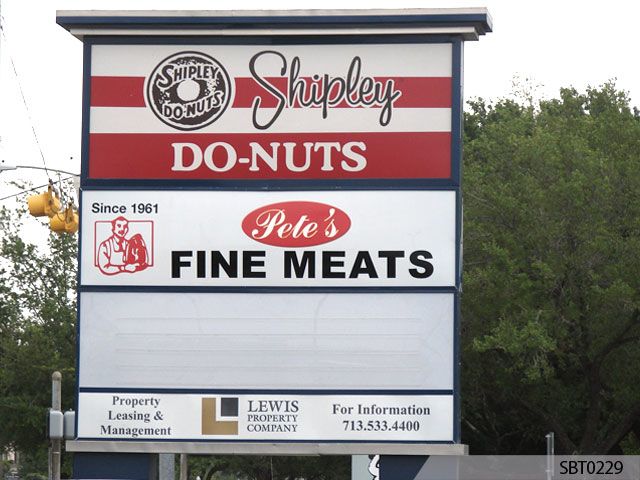 SHIPLEY
DO-NUTS
Shipley
DO-NUTS
Since 1961
Pete's
FINE MEATS
Property
Leasing &
Management
LEWIS
PROPERTY
COMPANY
For Information
713.533.4400
SBT0229